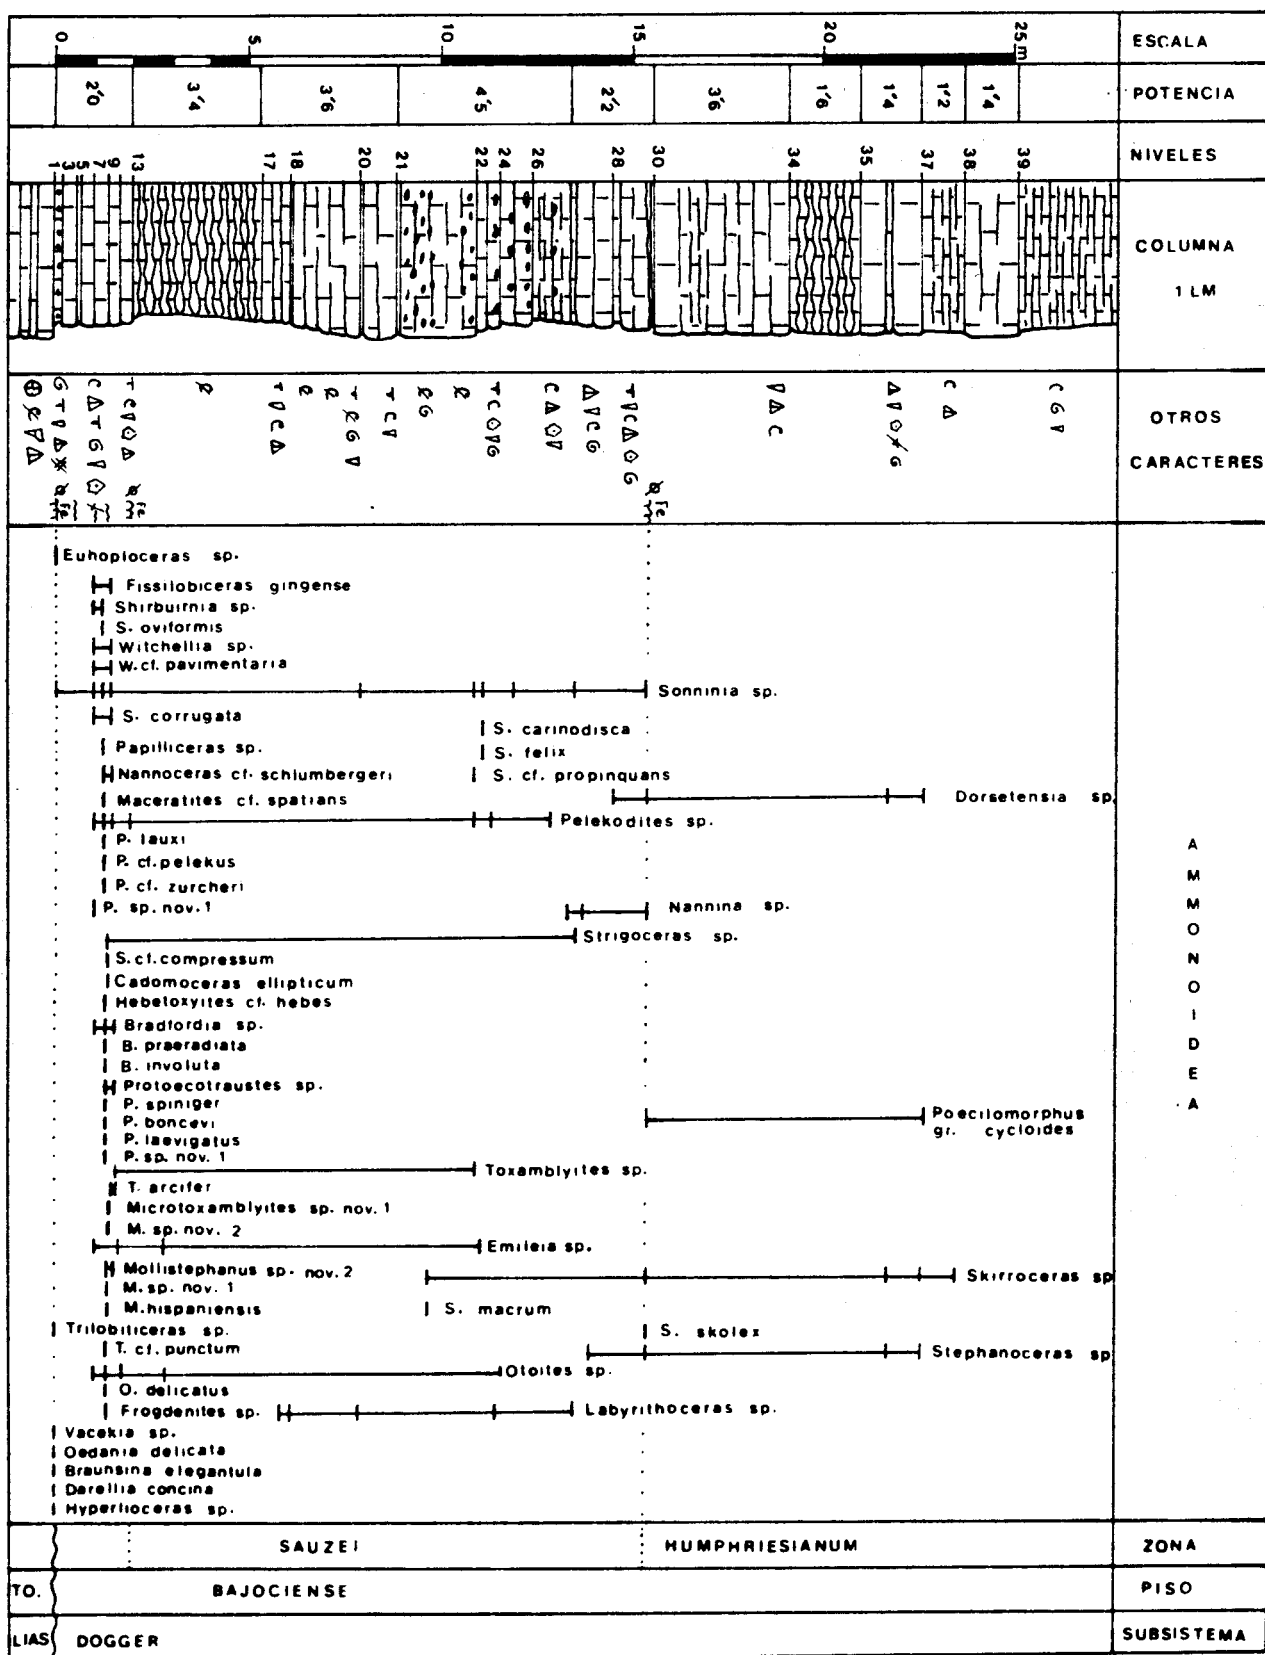 0 5 10 15 20 25 m ESCALA
2'0 3'4 3'6 4'5 2'2 3'6 1'6 1'4 1'2 1'4 POTENCIA
1 3 5 7 9 13 17 18 20 21 22 24 26 28 30 34 35 37 38 39 NIVELES
COLUMNA
1 LM
OTROS
CARACTERES
Fe Fe Fe
Euhoploceras sp.
Fissilobiceras gingense
Shirbuirnia sp.
S. oviformis
Witchellia sp.
W. cf. pavimentaria
Sonninia sp.
S. corrugata
S. carinodisca
Papilliceras sp.
S. felix
Nannoceras cf. schlumbergeri
S. cf. propinquans
Maceratites cf. spatians
Dorsetensia sp.
Pelekodites sp.
P. lauxi
P. cf. pelekus
P. cf. zurcheri
P. sp. nov. 1
Nannina sp.
Strigoceras sp.
S. cf. compressum
Cadomoceras ellipticum
Hebetoxyites cf. hebes
Bradfordia sp.
B. praeradiata
B. involuta
Protoecotraustes sp.
P. spiniger
P. boncevi
Poecilomorphus
gr. cycloides
P. laevigatus
P. sp. nov. 1
Toxamblyites sp.
T. arcifer
Microtoxamblyites sp. nov. 1
M. sp. nov. 2
Emileia sp.
Mollistephanus sp. nov. 2
Skirroceras sp
M. sp. nov. 1
M. hispaniensis
S. macrum
Trilobiticeras sp.
S. skolex
T. cf. punctum
Stephanoceras sp
Otoites sp.
O. delicatus
Frogdenites sp.
Labyrithoceras sp.
Vacekia sp.
Oedania delicata
Braunsina elegantula
Darellia concina
Hyperlioceras sp.
AMMONOIDEA
SAUZEI HUMPHRIESIANUM ZONA
TO. BAJOCIENSE PISO
LIAS DOGGER SUBSISTEMA